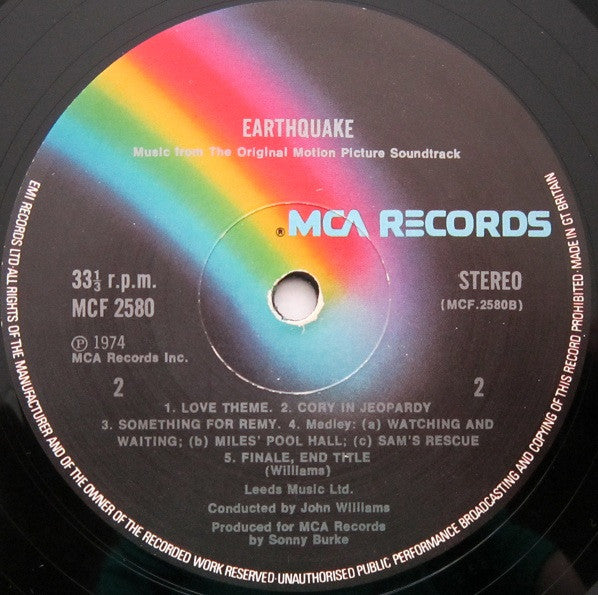 EARTHQUAKE
Music from The Original Motion Picture Soundtrack
® MCA RECORDS
33⅓ r.p.m.
MCF 2580
STEREO
(MCF.2580B)
℗ 1974
MCA Records Inc.
2
2
1. LOVE THEME. 2. CORY IN JEOPARDY
3. SOMETHING FOR REMY. 4. Medley: (a) WATCHING AND
WAITING; (b) MILES' POOL HALL; (c) SAM'S RESCUE
5. FINALE, END TITLE
(Williams)
Leeds Music Ltd.
Conducted by John Williams
Produced for MCA Records
by Sonny Burke
EMI RECORDS LTD·ALL RIGHTS OF THE MANUFACTURER AND OF THE OWNER OF THE RECORDED WORK RESERVED·UNAUTHORISED PUBLIC PERFORMANCE BROADCASTING AND COPYING OF THIS RECORD PROHIBITED·MADE IN GT BRITAIN